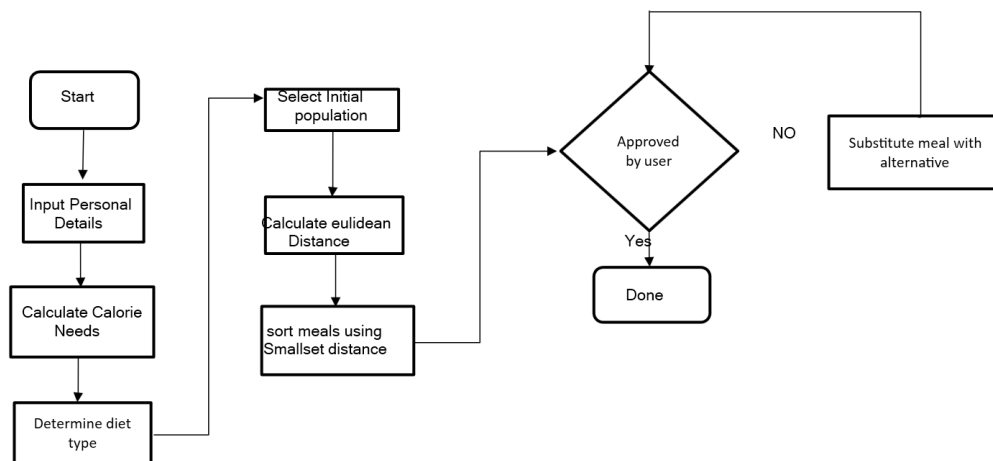 Start
Input Personal
Details
Calculate Calorie
Needs
Determine diet
type
Select Initial
population
Calculate eulidean
Distance
sort meals using
Smallset distance
Approved
by user
NO
Substitute meal with
alternative
Yes
Done